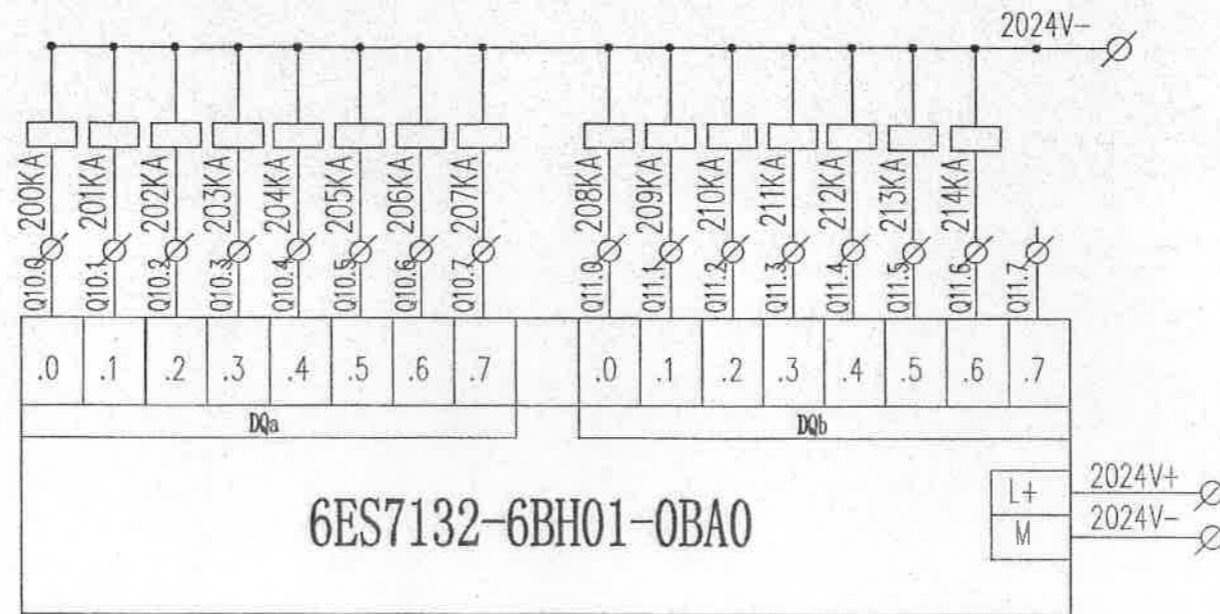 2024V-
200KA 201KA 202KA 203KA 204KA 205KA 206KA 207KA 208KA 209KA 210KA 211KA 212KA 213KA 214KA
Q10.0 Q10.1 Q10.2 Q10.3 Q10.4 Q10.5 Q10.6 Q10.7 Q11.0 Q11.1 Q11.2 Q11.3 Q11.4 Q11.5 Q11.6 Q11.7
.0 .1 .2 .3 .4 .5 .6 .7 .0 .1 .2 .3 .4 .5 .6 .7
DQa DQb
L+ 2024V+
M 2024V-
6ES7132-6BH01-0BA0